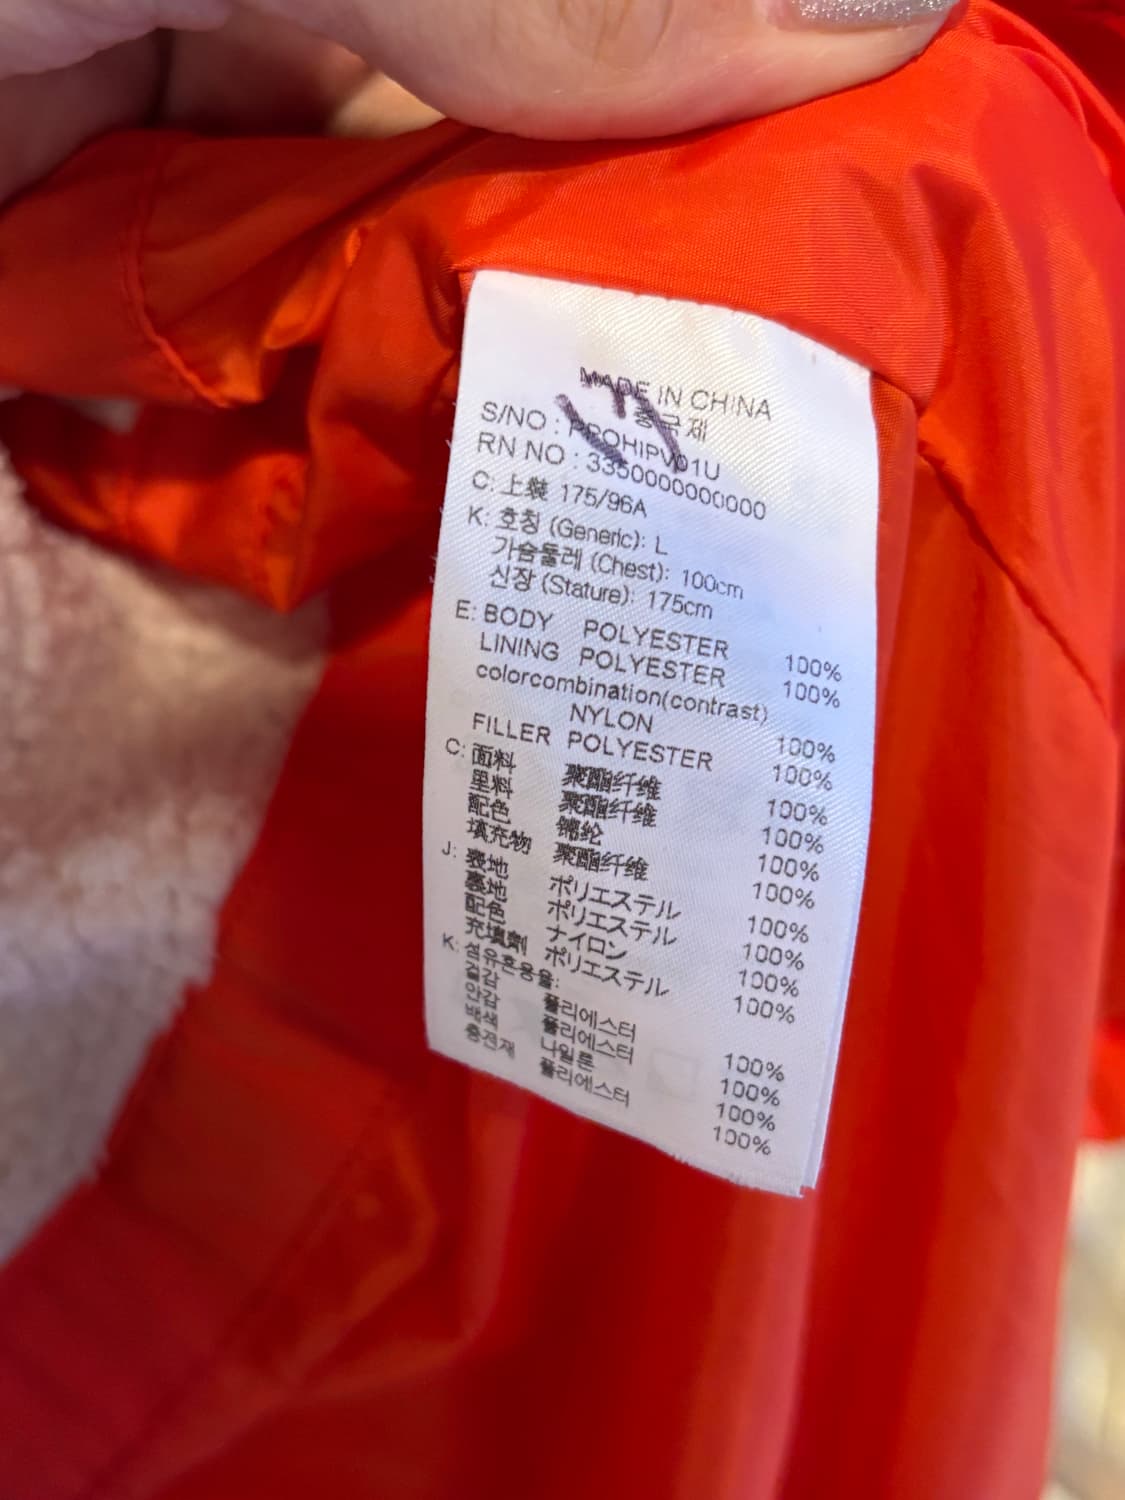 MADE IN CHINA
중국제
S/NO : PROHIPV01U
RN NO : 3350000000000
C: 上裝 175/96A
K: 호칭 (Generic): L
가슴둘레 (Chest): 100cm
신장 (Stature): 175cm
E: BODY POLYESTER 100%
LINING POLYESTER 100%
colorcombination(contrast)
NYLON 100%
FILLER POLYESTER 100%
C: 面料 聚酯纤维 100%
里料 聚酯纤维 100%
配色 锦纶 100%
填充物 聚酯纤维 100%
J: 表地 ポリエステル 100%
裏地 ポリエステル 100%
配色 ナイロン 100%
充填劑 ポリエステル 100%
K: 섬유혼용율:
겉감 폴리에스터 100%
안감 폴리에스터 100%
배색 나일론 100%
충전재 폴리에스터 100%